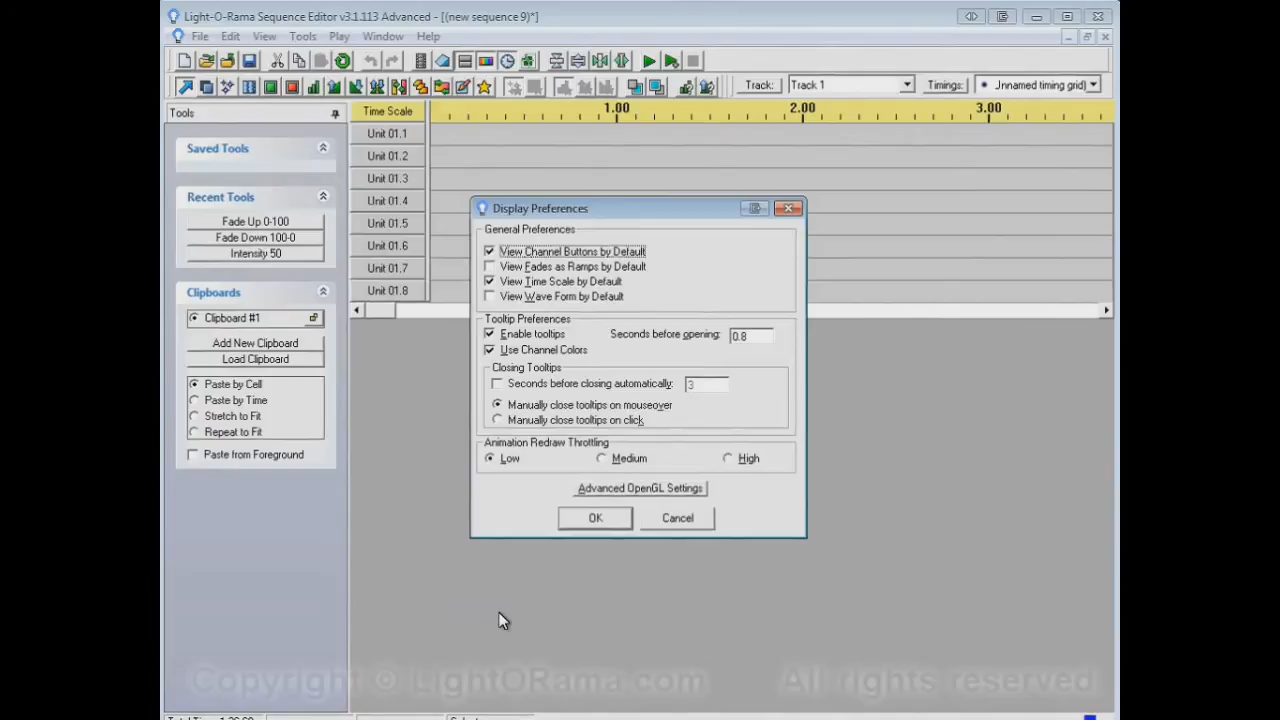 Light-O-Rama Sequence Editor v3.1.113 Advanced - [(new sequence 9)*]
File Edit View Tools Play Window Help
Track: Track 1 Timings: Jnnamed timing grid)
Tools
Time Scale 1.00 2.00 3.00
Saved Tools
Recent Tools
Fade Up 0-100
Fade Down 100-0
Intensity 50
Clipboards
Clipboard #1
Add New Clipboard
Load Clipboard
Paste by Cell
Paste by Time
Stretch to Fit
Repeat to Fit
Paste from Foreground
Unit 01.1
Unit 01.2
Unit 01.3
Unit 01.4
Unit 01.5
Unit 01.6
Unit 01.7
Unit 01.8
Display Preferences
General Preferences
View Channel Buttons by Default
View Fades as Ramps by Default
View Time Scale by Default
View Wave Form by Default
Tooltip Preferences
Enable tooltips Seconds before opening: 0.8
Use Channel Colors
Closing Tooltips
Seconds before closing automatically: 3
Manually close tooltips on mouseover
Manually close tooltips on click
Animation Redraw Throttling
Low Medium High
Advanced OpenGL Settings
OK Cancel
Copyright © LightORama.com All rights reserved